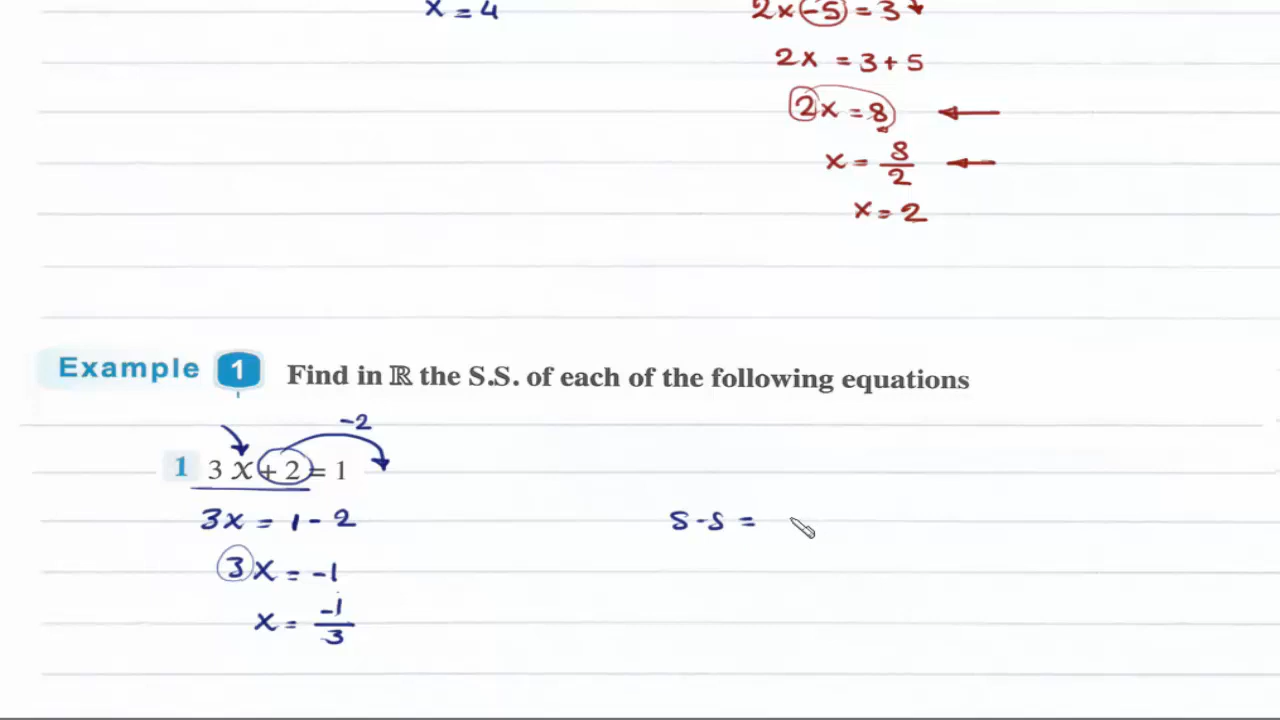 x = 4
2x -5 = 3
2x = 3 + 5
2x = 8
x = 8/2
x = 2
Example 1 Find in ℝ the S.S. of each of the following equations
-2
1 3 x + 2 = 1
3x = 1 - 2
3x = -1
x = -1/3
S-S =